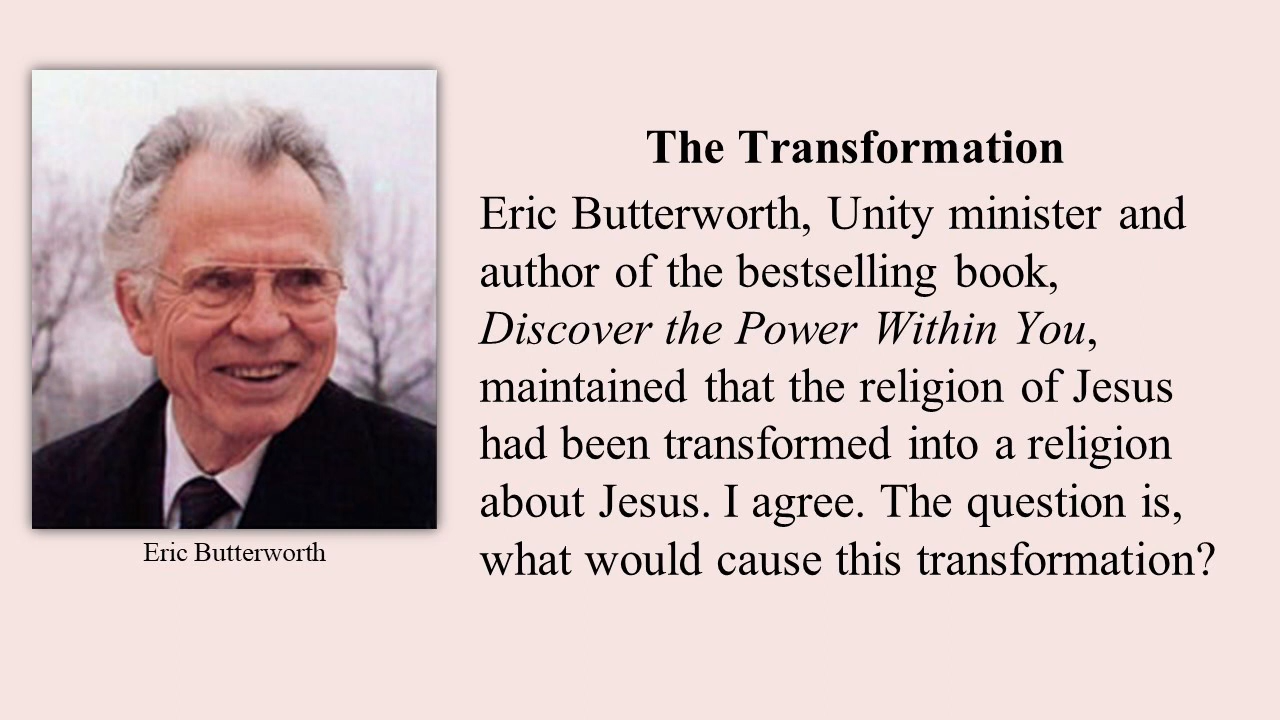 The Transformation
Eric Butterworth, Unity minister and
author of the bestselling book,
Discover the Power Within You,
maintained that the religion of Jesus
had been transformed into a religion
about Jesus. I agree. The question is,
what would cause this transformation?
Eric Butterworth